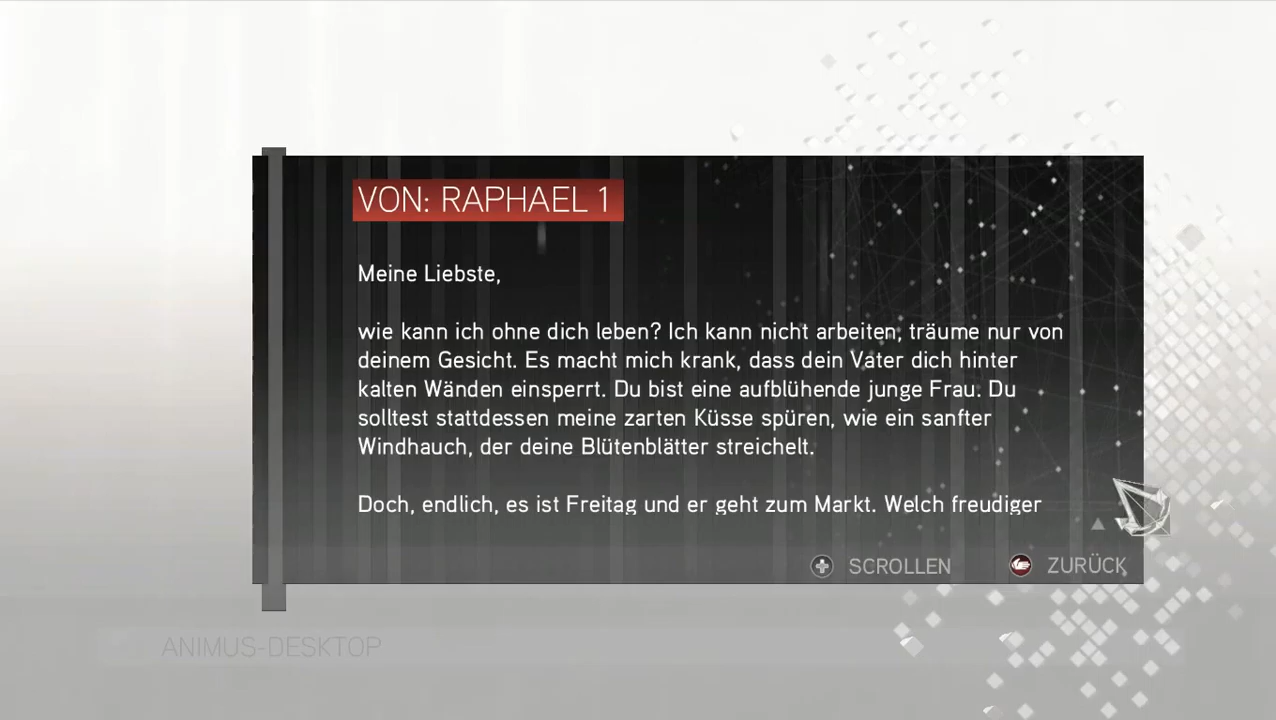 VON: RAPHAEL 1
Meine Liebste,
wie kann ich ohne dich leben? Ich kann nicht arbeiten, träume nur von
deinem Gesicht. Es macht mich krank, dass dein Vater dich hinter
kalten Wänden einsperrt. Du bist eine aufblühende junge Frau. Du
solltest stattdessen meine zarten Küsse spüren, wie ein sanfter
Windhauch, der deine Blütenblätter streichelt.
Doch, endlich, es ist Freitag und er geht zum Markt. Welch freudiger
SCROLLEN ZURÜCK
ANIMUS-DESKTOP